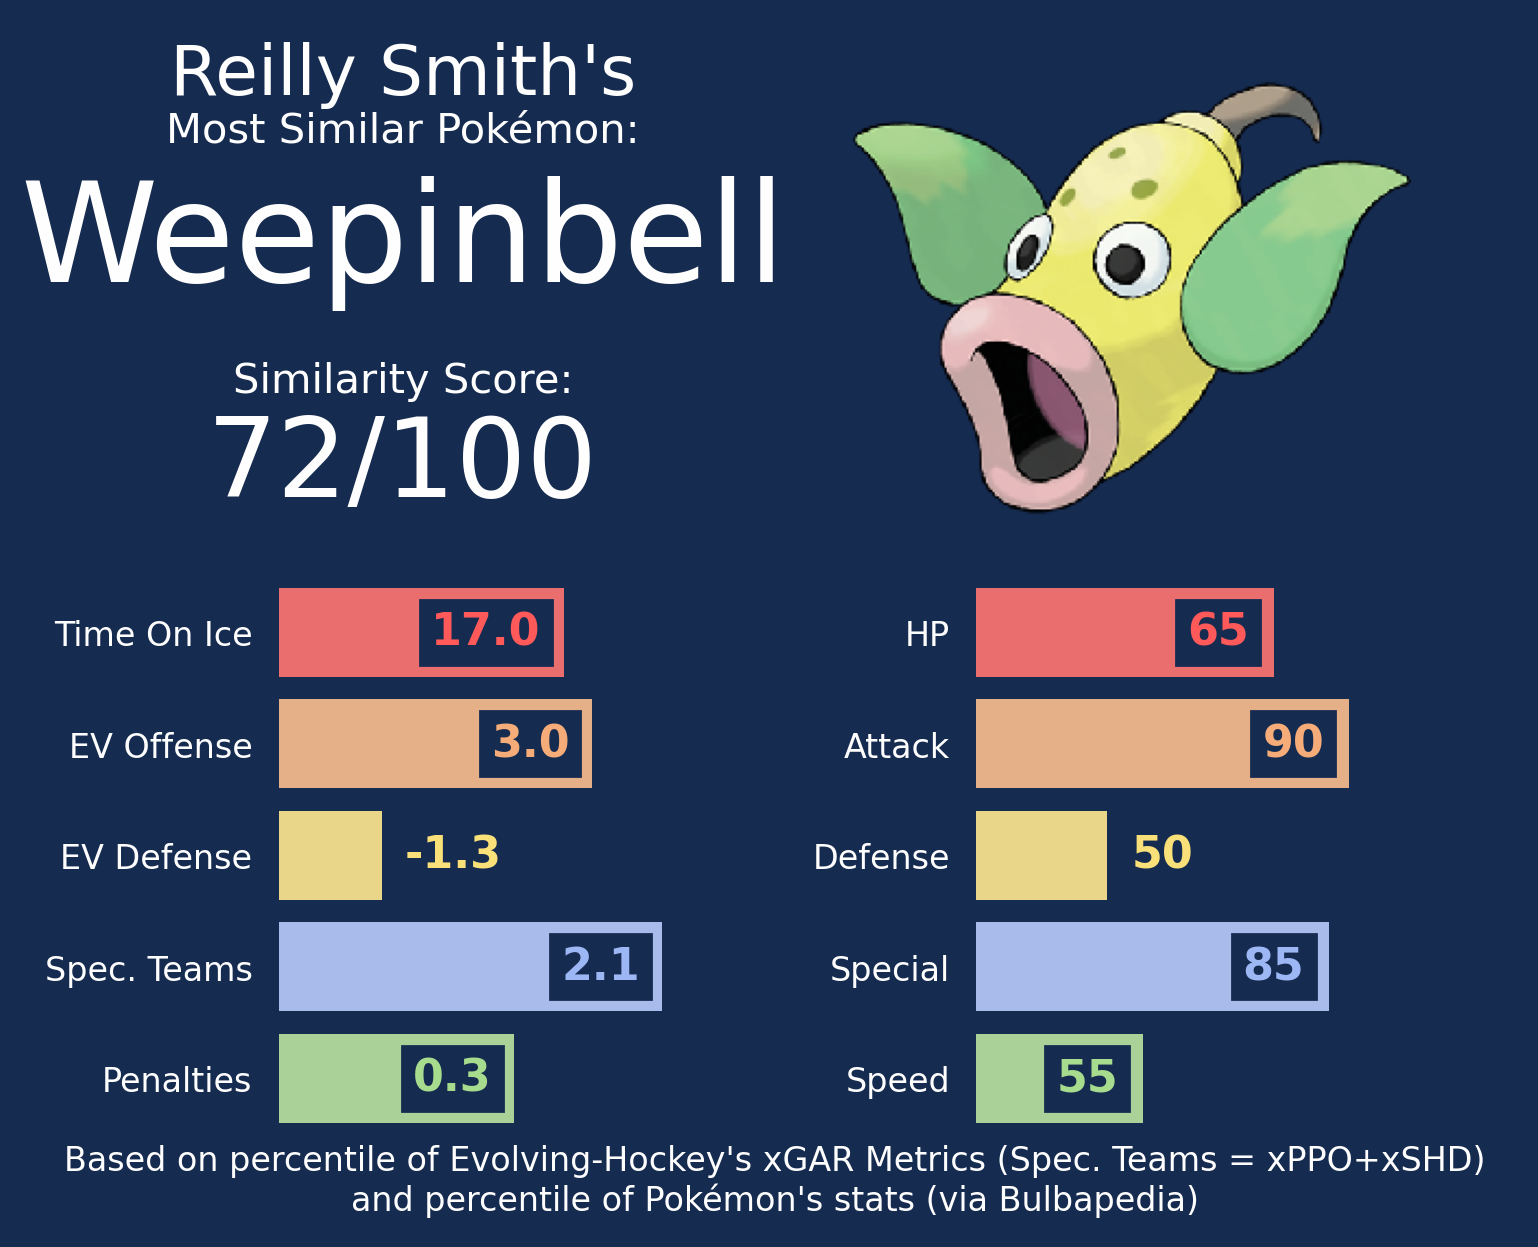 Reilly Smith's
Most Similar Pokémon:
Weepinbell
Similarity Score:
72/100
Time On Ice 17.0
EV Offense 3.0
EV Defense -1.3
Spec. Teams 2.1
Penalties 0.3
HP 65
Attack 90
Defense 50
Special 85
Speed 55
Based on percentile of Evolving-Hockey's xGAR Metrics (Spec. Teams = xPPO+xSHD)
and percentile of Pokémon's stats (via Bulbapedia)